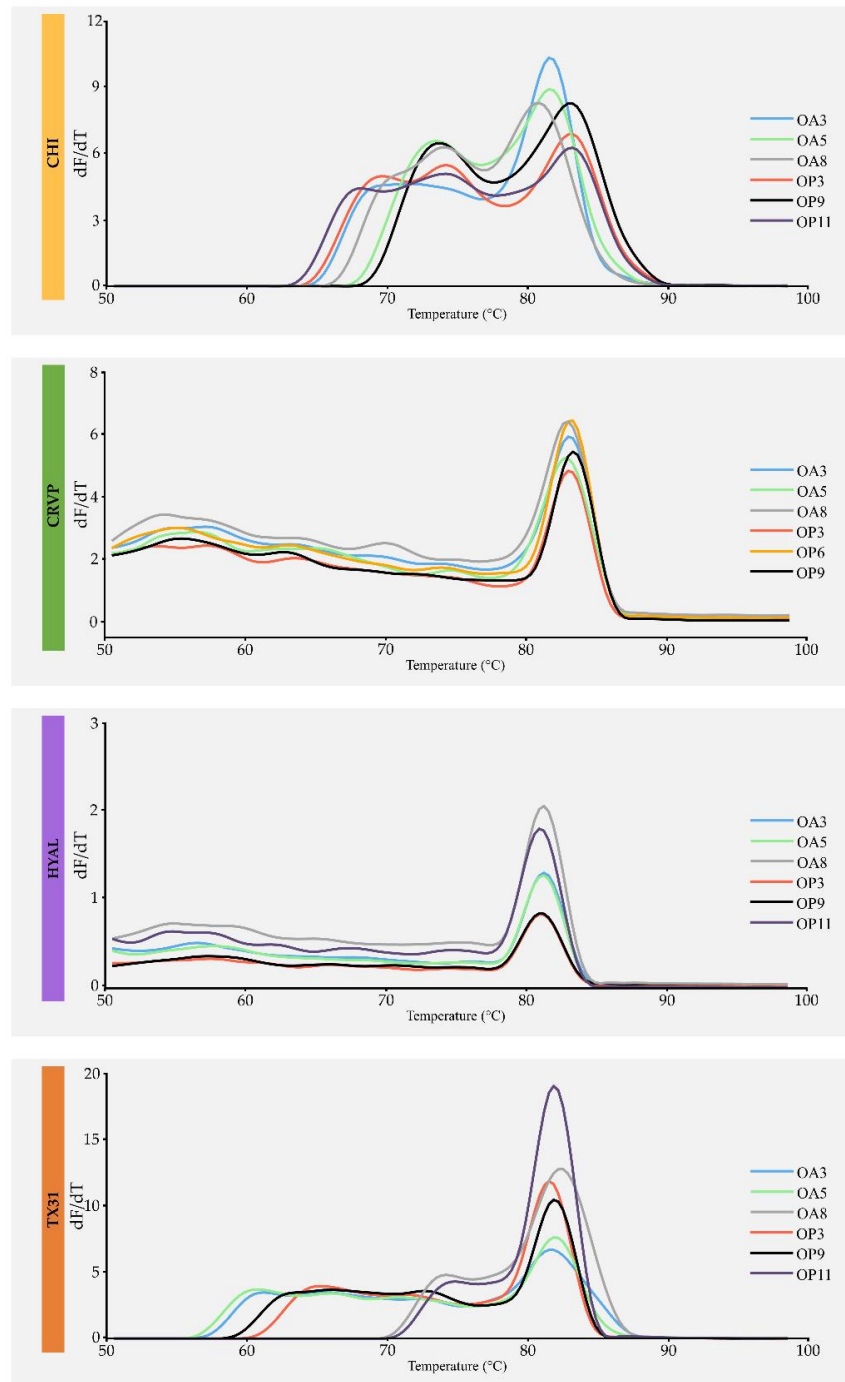 CHI
dF/dT
12
9
6
3
0
50 60 70 80 90 100
Temperature (°C)
OA3
OA5
OA8
OP3
OP9
OP11
CRVP
dF/dT
8
6
4
2
0
50 60 70 80 90 100
Temperature (°C)
OA3
OA5
OA8
OP3
OP6
OP9
HYAL
dF/dT
3
2
1
0
50 60 70 80 90 100
Temperature (°C)
OA3
OA5
OA8
OP3
OP9
OP11
TX31
dF/dT
20
15
10
5
0
50 60 70 80 90 100
Temperature (°C)
OA3
OA5
OA8
OP3
OP9
OP11